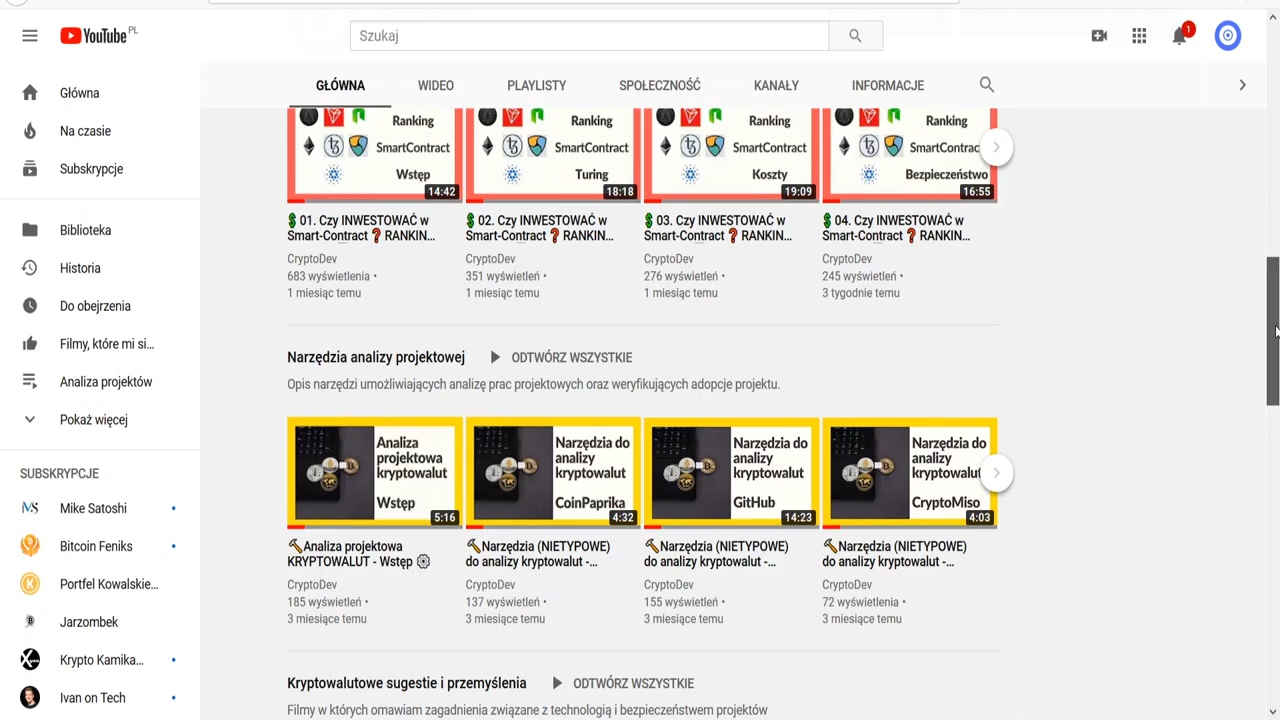 YouTube PL
Szukaj
1
GŁÓWNA WIDEO PLAYLISTY SPOŁECZNOŚĆ KANAŁY INFORMACJE
Główna
Na czasie
Subskrypcje
Biblioteka
Historia
Do obejrzenia
Filmy, które mi si...
Analiza projektów
Pokaż więcej
SUBSKRYPCJE
Mike Satoshi
Bitcoin Feniks
Portfel Kowalskie...
Jarzombek
Krypto Kamika...
Ivan on Tech
Ranking
SmartContract
Wstęp
14:42
Ranking
SmartContract
Turing
18:18
Ranking
SmartContract
Koszty
19:09
Ranking
SmartContrac
Bezpieczeństwo
16:55
01. Czy INWESTOWAĆ w
Smart-Contract ❓ RANKIN...
CryptoDev
683 wyświetlenia •
1 miesiąc temu
02. Czy INWESTOWAĆ w
Smart-Contract ❓ RANKIN...
CryptoDev
351 wyświetleń •
1 miesiąc temu
03. Czy INWESTOWAĆ w
Smart-Contract ❓ RANKIN...
CryptoDev
276 wyświetleń •
1 miesiąc temu
04. Czy INWESTOWAĆ w
Smart-Contract ❓ RANKIN...
CryptoDev
245 wyświetleń •
3 tygodnie temu
Narzędzia analizy projektowej ODTWÓRZ WSZYSTKIE
Opis narzędzi umożliwiających analizę prac projektowych oraz weryfikujących adopcje projektu.
Analiza
projektowa
kryptowalut
Wstęp
5:16
Narzędzia do
analizy
kryptowalut
CoinPaprika
4:32
Narzędzia do
analizy
kryptowalut
GitHub
14:23
Narzędzia do
analizy
kryptowalut
CryptoMiso
4:03
Analiza projektowa
KRYPTOWALUT - Wstęp
CryptoDev
185 wyświetleń •
3 miesiące temu
Narzędzia (NIETYPOWE)
do analizy kryptowalut -...
CryptoDev
137 wyświetleń •
3 miesiące temu
Narzędzia (NIETYPOWE)
do analizy kryptowalut -...
CryptoDev
155 wyświetleń •
3 miesiące temu
Narzędzia (NIETYPOWE)
do analizy kryptowalut -...
CryptoDev
72 wyświetlenia •
3 miesiące temu
Kryptowalutowe sugestie i przemyślenia ODTWÓRZ WSZYSTKIE
Filmy w których omawiam zagadnienia związane z technologią i bezpieczeństwem projektów